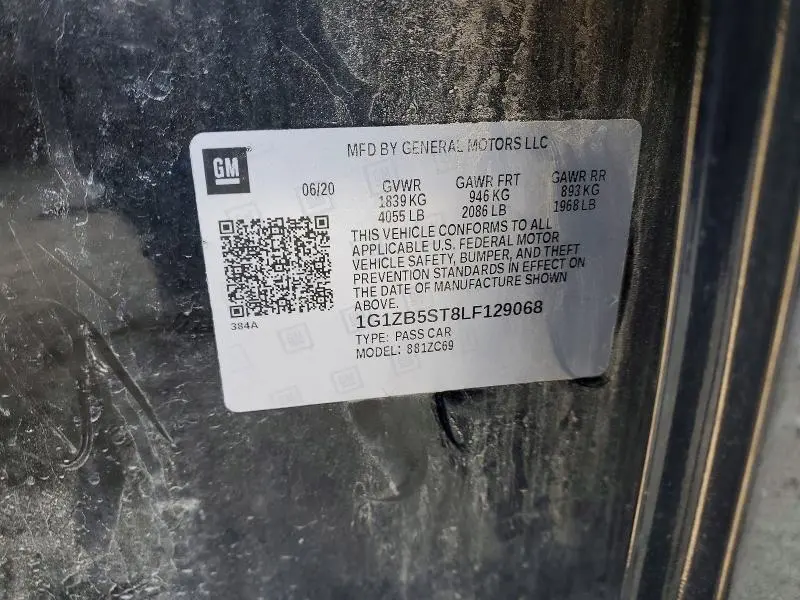 MFD BY GENERAL MOTORS LLC
GM
06/20 GVWR GAWR FRT GAWR RR
1839 KG 946 KG 893 KG
4055 LB 2086 LB 1968 LB
THIS VEHICLE CONFORMS TO ALL
APPLICABLE U.S. FEDERAL MOTOR
VEHICLE SAFETY, BUMPER, AND THEFT
PREVENTION STANDARDS IN EFFECT ON
THE DATE OF MANUFACTURE SHOWN
ABOVE.
384A
1G1ZB5ST8LF129068
TYPE: PASS CAR
MODEL: 881ZC69